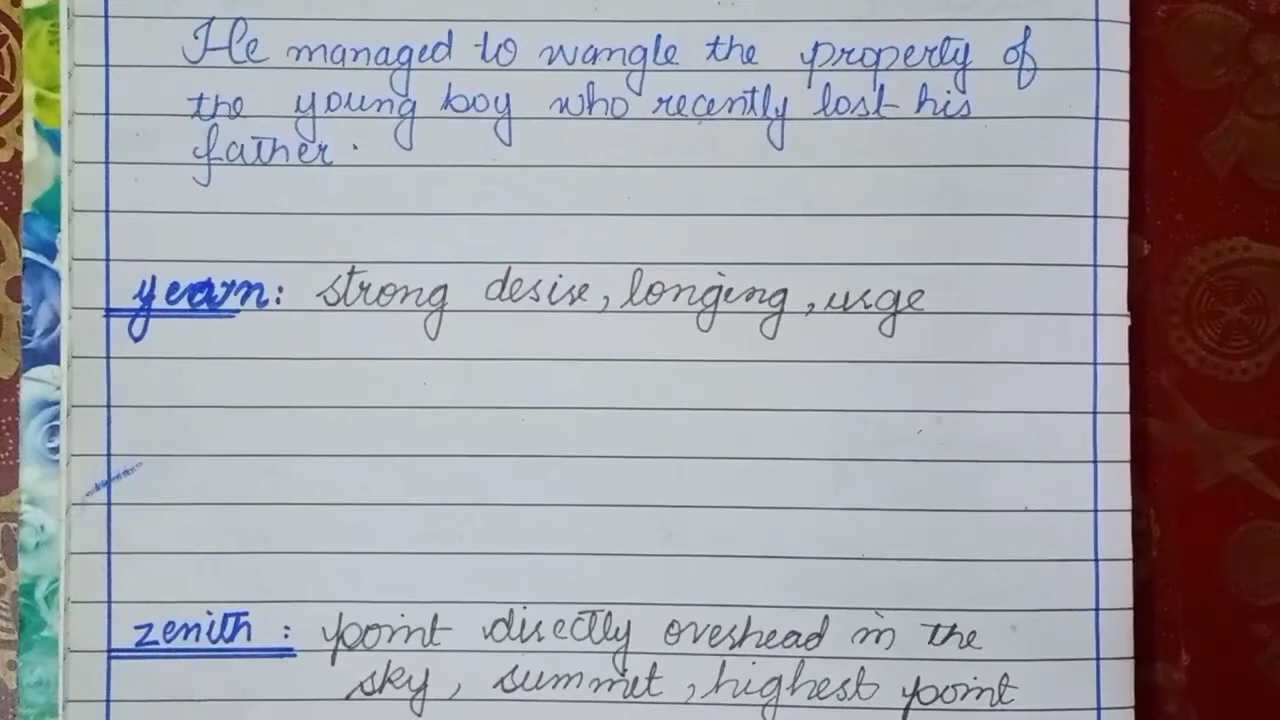 He managed to wangle the property of
the young boy who recently lost his
father.
yearn: strong desire, longing, urge
zenith: point directly overhead in the
sky, summit, highest point